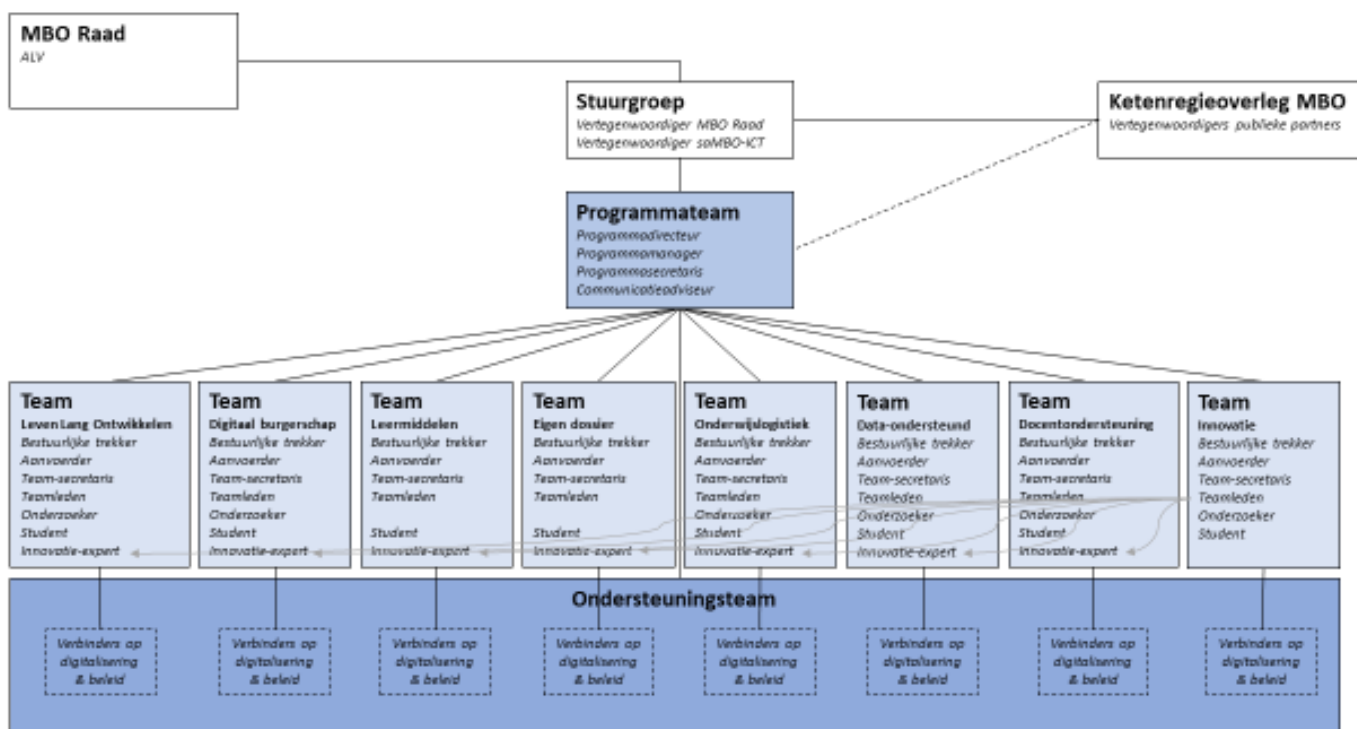 MBO Raad
ALV
Stuurgroep
Vertegenwoordiger MBO Raad
Vertegenwoordiger saMBO-ICT
Ketenregieoverleg MBO
Vertegenwoordigers publieke partners
Programmateam
Programmadirecteur
Programmamanager
Programmasecretaris
Communicatieadviseur
Team
Leven Lang Ontwikkelen
Bestuurlijke trekker
Aanvoerder
Team-secretaris
Teamleden
Onderzoeker
Student
Innovatie-expert
Team
Digitaal burgerschap
Bestuurlijke trekker
Aanvoerder
Team-secretaris
Teamleden
Onderzoeker
Student
Innovatie-expert
Team
Leermiddelen
Bestuurlijke trekker
Aanvoerder
Team-secretaris
Teamleden
Student
Innovatie-expert
Team
Eigen dossier
Bestuurlijke trekker
Aanvoerder
Team-secretaris
Teamleden
Student
Innovatie-expert
Team
Onderwijslogistiek
Bestuurlijke trekker
Aanvoerder
Team-secretaris
Teamleden
Onderzoeker
Student
Innovatie-expert
Team
Data-ondersteund
Bestuurlijke trekker
Aanvoerder
Team-secretaris
Teamleden
Onderzoeker
Student
Innovatie-expert
Team
Docentondersteuning
Bestuurlijke trekker
Aanvoerder
Team-secretaris
Teamleden
Onderzoeker
Student
Innovatie-expert
Team
Innovatie
Bestuurlijke trekker
Aanvoerder
Team-secretaris
Teamleden
Onderzoeker
Student
Ondersteuningsteam
Verbinders op
digitalisering
& beleid
Verbinders op
digitalisering
& beleid
Verbinders op
digitalisering
& beleid
Verbinders op
digitalisering
& beleid
Verbinders op
digitalisering
& beleid
Verbinders op
digitalisering
& beleid
Verbinders op
digitalisering
& beleid
Verbinders op
digitalisering
& beleid